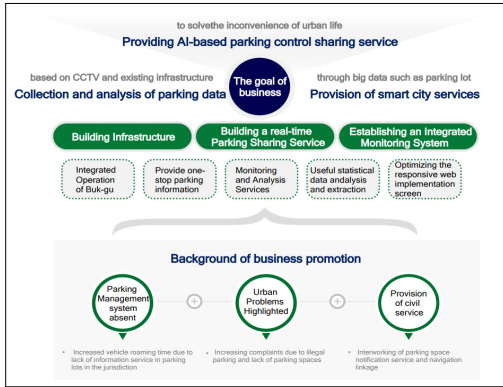 to solvethe inconvenience of urban life
Providing AI-based parking control sharing service
based on CCTV and existing infrastructure
Collection and analysis of parking data
The goal of
business
through big data such as parking lot
Provision of smart city services
Building Infrastructure
Building a real-time
Parking Sharing Service
Establishing an Integrated
Monitoring System
Integrated
Operation
of Buk-gu
Provide one-
stop parking
information
Monitoring
and Analysis
Services
Useful statistical
data andalysis
and extraction
Optimizing the
responsive web
implementation
screen
Background of business promotion
Parking
Management
system
absent
Urban
Problems
Highlighted
Provision
of civil
service
• Increased vehicle roaming time due to
lack of information service in parking
lots in the jurisdiction
• Increasing complaints due to illegal
parking and lack of parking spaces
• Interworking of parking space
notification service and navigation
linkage